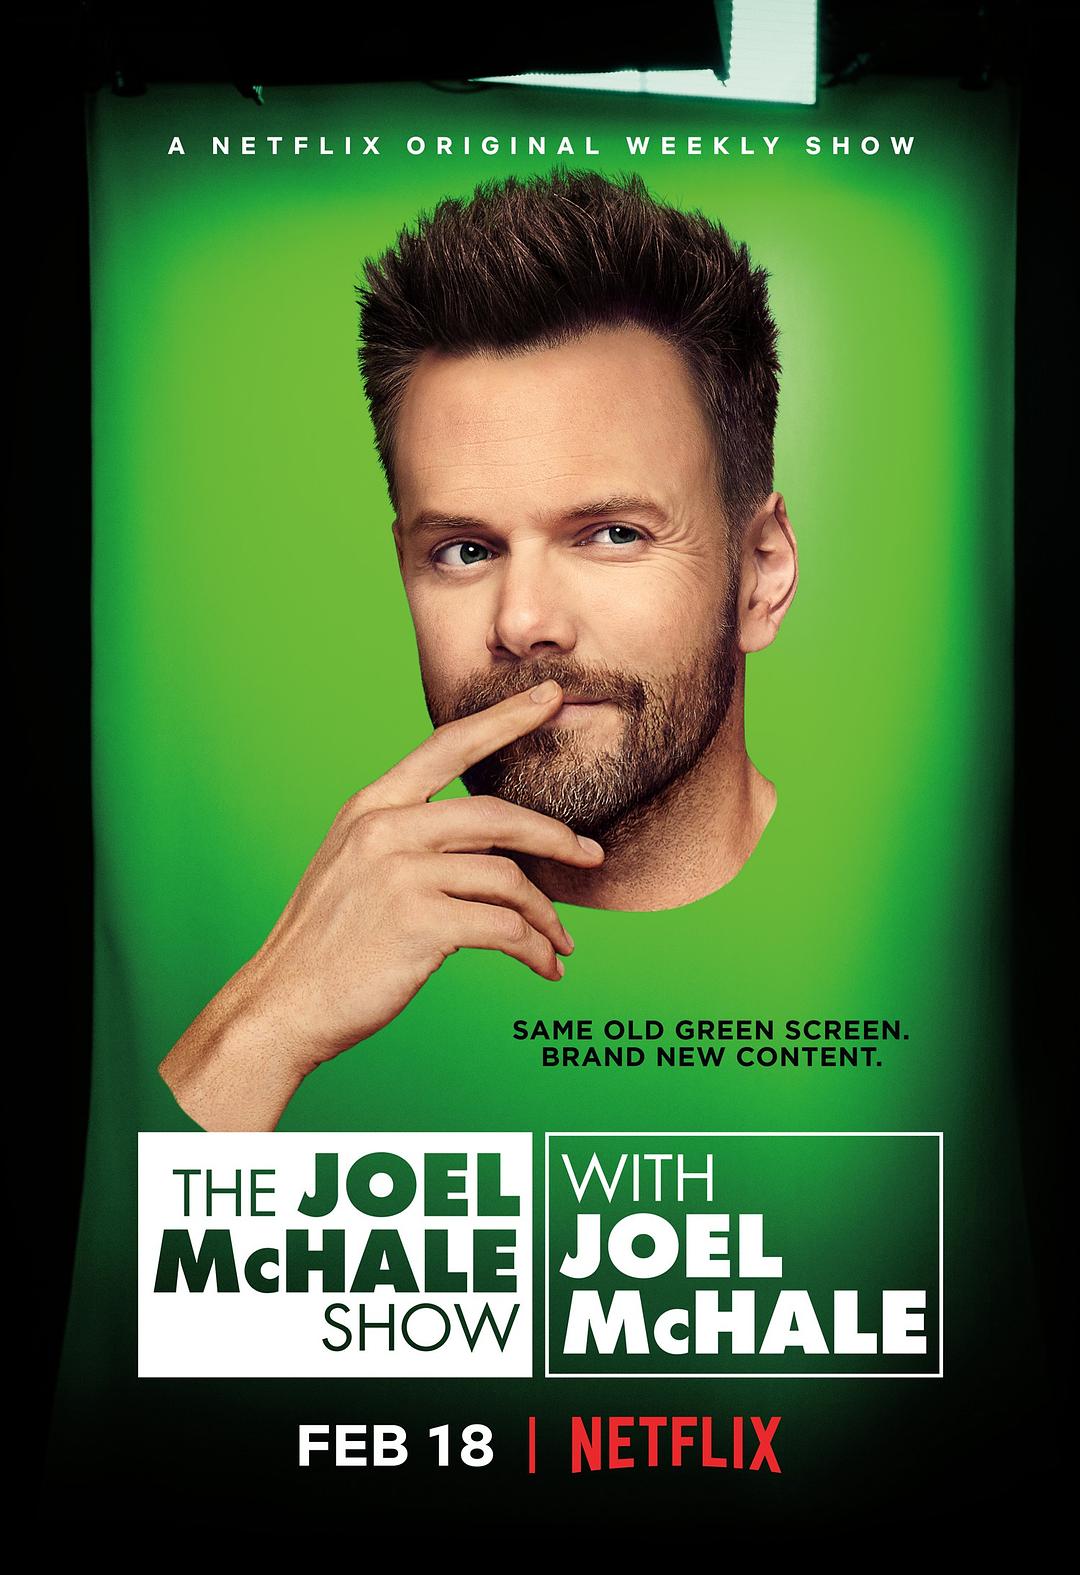 A NETFLIX ORIGINAL WEEKLY SHOW
SAME OLD GREEN SCREEN.
BRAND NEW CONTENT.
THE JOEL
McHALE
SHOW
WITH
JOEL
McHALE
FEB 18 | NETFLIX